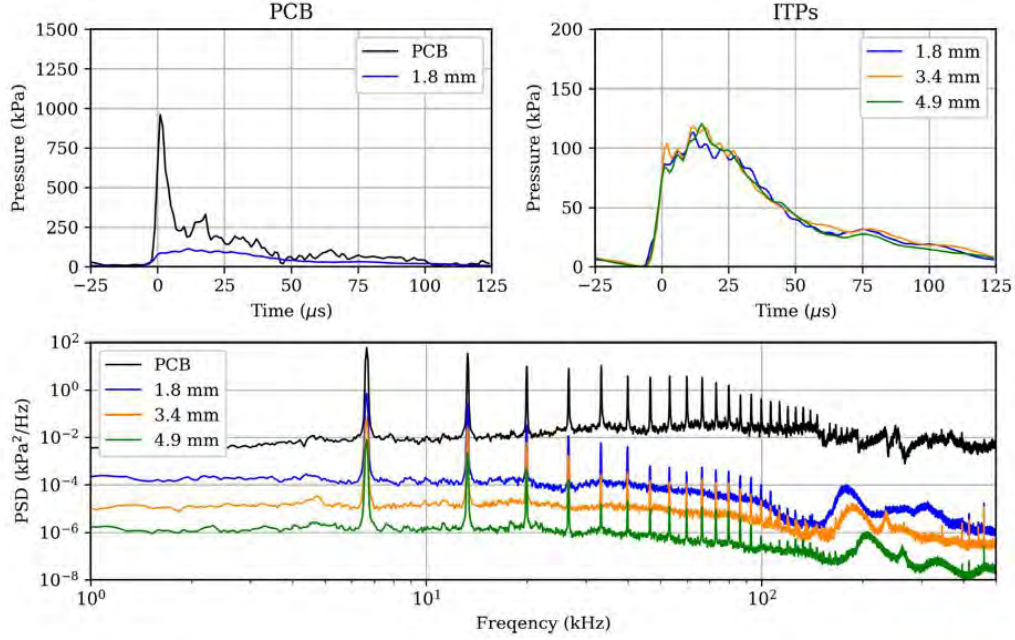 PCB
ITPs
1500
1250
1000
750
500
250
0
Pressure (kPa)
PCB
1.8 mm
−25 0 25 50 75 100 125
Time (μs)
200
150
100
50
0
Pressure (kPa)
1.8 mm
3.4 mm
4.9 mm
−25 0 25 50 75 100 125
Time (μs)
10²
10⁰
10⁻²
10⁻⁴
10⁻⁶
10⁻⁸
PSD (kPa²/Hz)
PCB
1.8 mm
3.4 mm
4.9 mm
10⁰ 10¹ 10²
Freqency (kHz)